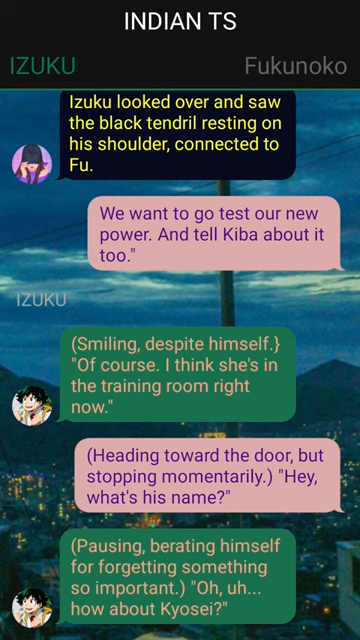 INDIAN TS
IZUKU Fukunoko
Izuku looked over and saw
the black tendril resting on
his shoulder, connected to
Fu.
We want to go test our new
power. And tell Kiba about it
too."
IZUKU
(Smiling, despite himself.}
"Of course. I think she's in
the training room right
now."
(Heading toward the door, but
stopping momentarily.) "Hey,
what's his name?"
(Pausing, berating himself
for forgetting something
so important.) "Oh, uh...
how about Kyosei?"